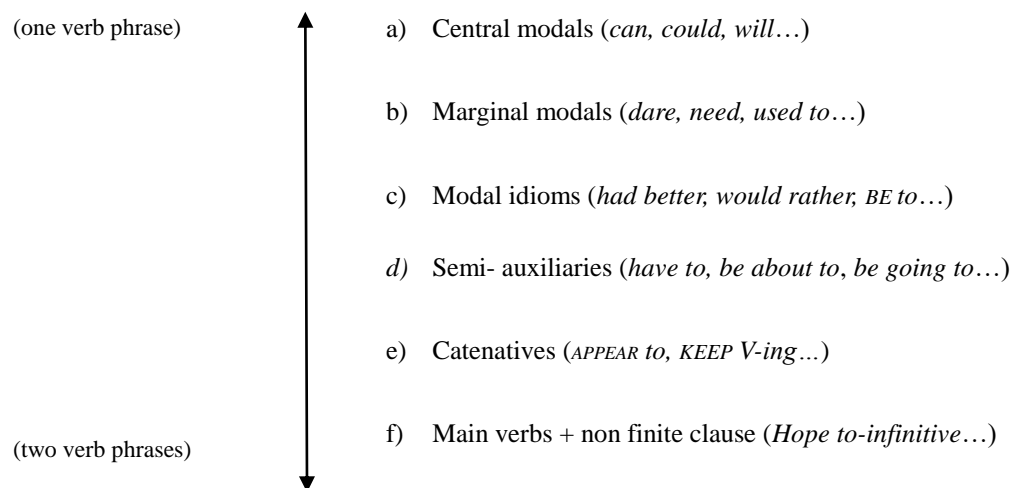 (one verb phrase)
a) Central modals (can, could, will…)
b) Marginal modals (dare, need, used to…)
c) Modal idioms (had better, would rather, BE to…)
d) Semi- auxiliaries (have to, be about to, be going to…)
e) Catenatives (APPEAR to, KEEP V-ing…)
f) Main verbs + non finite clause (Hope to-infinitive…)
(two verb phrases)